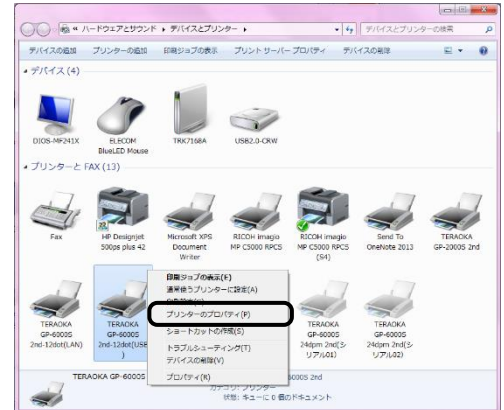 « ハードウェアとサウンド ▸ デバイスとプリンター ▸
デバイスとプリンターの検索
デバイスの追加 プリンターの追加 印刷ジョブの表示 プリント サーバー プロパティ デバイスの削除
デバイス (4)
DIOS-MF241X
ELECOM
BlueLED Mouse
TRK7168A
USB2.0-CRW
プリンターと FAX (13)
Fax
HP Designjet
500ps plus 42
Microsoft XPS
Document
Writer
RICOH imagio
MP C5000 RPCS
RICOH imagio
MP C5000 RPCS
(S4)
Send To
OneNote 2013
TERAOKA
GP-2000S 2nd
TERAOKA
GP-6000S
2nd-12dot(LAN)
TERAOKA
GP-6000S
2nd-12dot(USB
)
印刷ジョブの表示(E)
通常使うプリンターに設定(A)
プリンターのプロパティ(P)
ショートカットの作成(S)
トラブルシューティング(T)
デバイスの削除(V)
プロパティ(R)
TERAOKA
GP-6000S
24dpm 2nd(シ
リアル01)
TERAOKA
GP-6000S
24dpm 2nd(シ
リアル02)
TERAOKA GP-6000S
6000S 2nd
カテゴリ: プリンター
状態: キューに 0 個のドキュメント